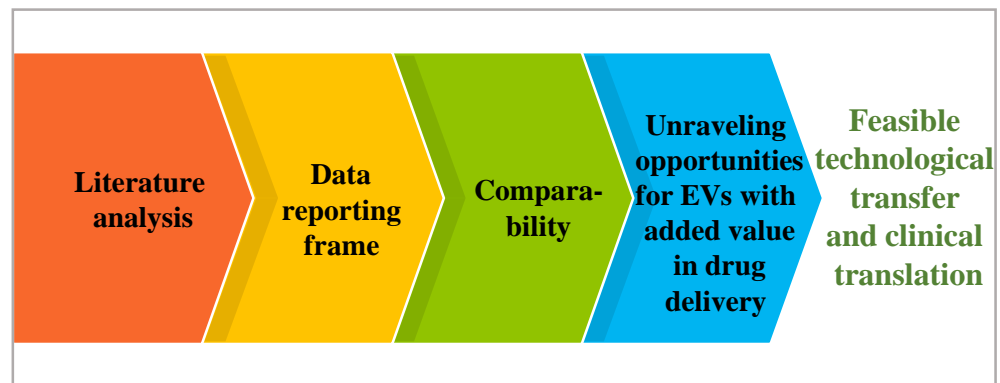 Literature
analysis
Data
reporting
frame
Compara-
bility
Unraveling
opportunities
for EVs with
added value
in drug
delivery
Feasible
technological
transfer
and clinical
translation